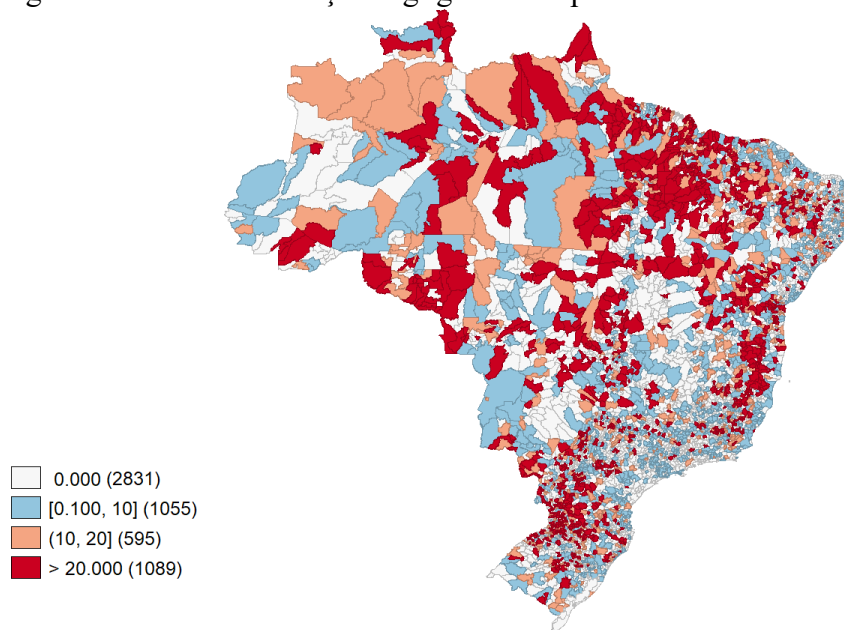 0.000 (2831)
[0.100, 10] (1055)
(10, 20] (595)
> 20.000 (1089)